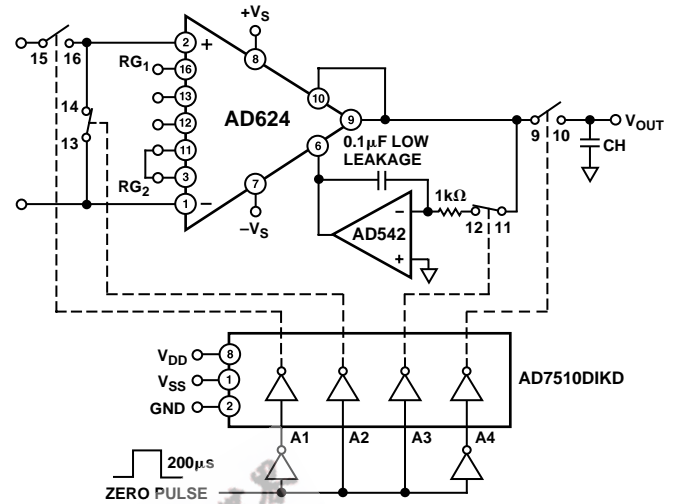 +VS
15 16
2 +
8
RG1
16
10
14
13
AD624
9
9 10
VOUT
12
6
0.1µF LOW
LEAKAGE
CH
13
11
RG2
3
7
1kΩ
1 −
−
12 11
−VS
AD542
+
VDD 8
AD7510DIKD
VSS 1
GND 2
A1 A2 A3 A4
200µs
ZERO PULSE